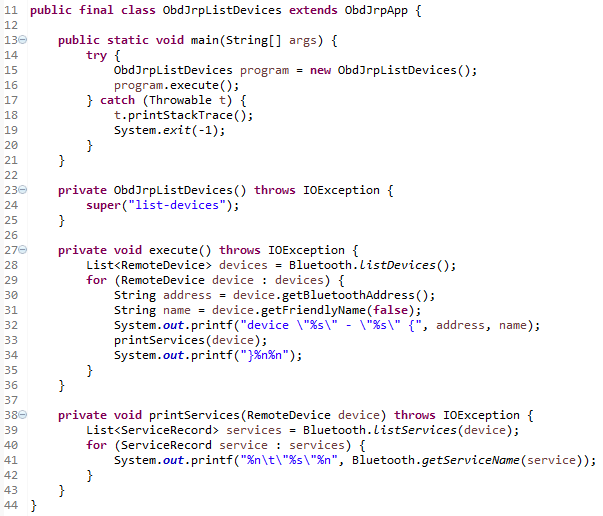 11 public final class ObdJrpListDevices extends ObdJrpApp {
12
13 public static void main(String[] args) {
14 try {
15 ObdJrpListDevices program = new ObdJrpListDevices();
16 program.execute();
17 } catch (Throwable t) {
18 t.printStackTrace();
19 System.exit(-1);
20 }
21 }
22
23 private ObdJrpListDevices() throws IOException {
24 super("list-devices");
25 }
26
27 private void execute() throws IOException {
28 List<RemoteDevice> devices = Bluetooth.listDevices();
29 for (RemoteDevice device : devices) {
30 String address = device.getBluetoothAddress();
31 String name = device.getFriendlyName(false);
32 System.out.printf("device \"%s\" - \"%s\" {", address, name);
33 printServices(device);
34 System.out.printf("}%n%n");
35 }
36 }
37
38 private void printServices(RemoteDevice device) throws IOException {
39 List<ServiceRecord> services = Bluetooth.listServices(device);
40 for (ServiceRecord service : services) {
41 System.out.printf("%n\t\"%s\"%n", Bluetooth.getServiceName(service));
42 }
43 }
44 }